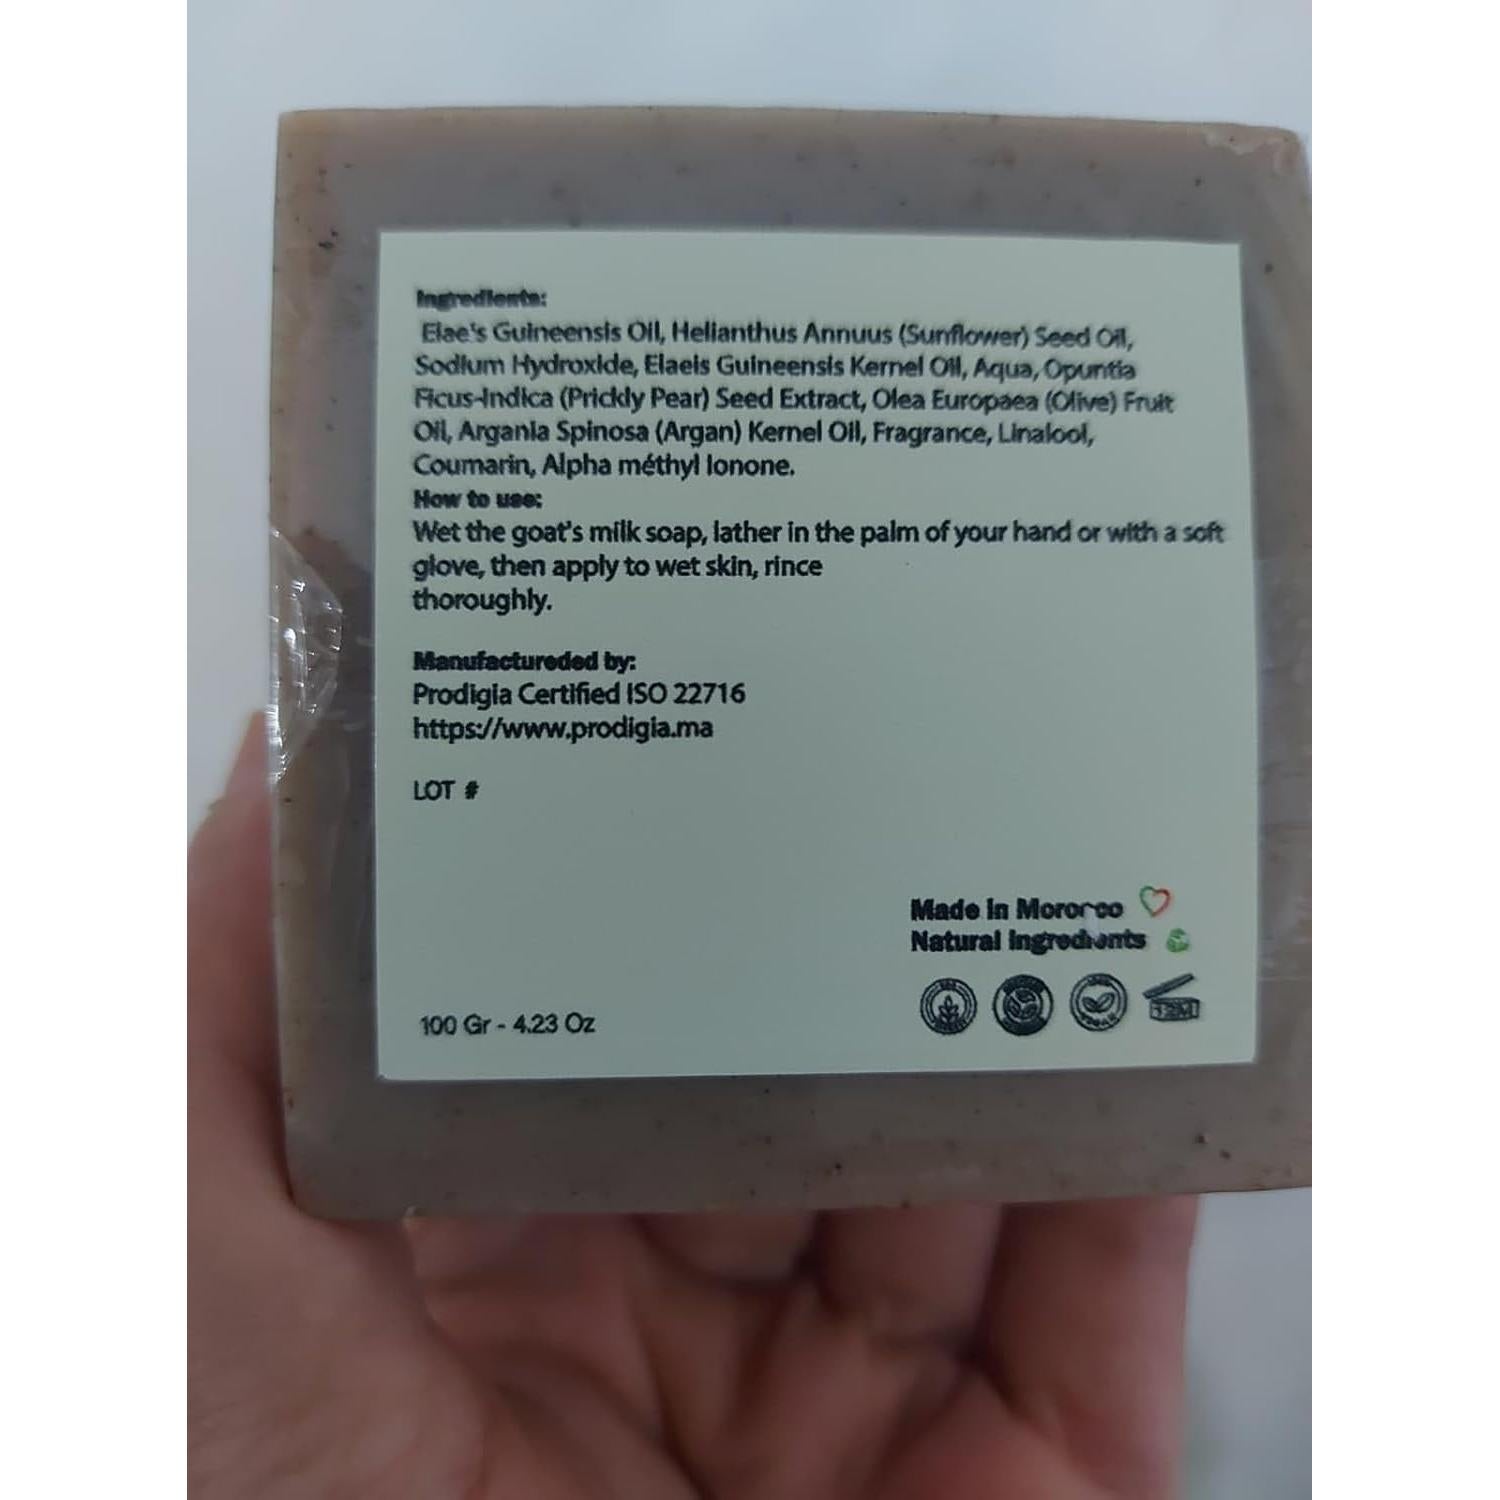 Ingredients:
Elae's Guineensis Oil, Helianthus Annuus (Sunflower) Seed Oil,
Sodium Hydroxide, Elaeis Guineensis Kernel Oil, Aqua, Opuntia
Ficus-Indica (Prickly Pear) Seed Extract, Olea Europaea (Olive) Fruit
Oil, Argania Spinosa (Argan) Kernel Oil, Fragrance, Linalool,
Coumarin, Alpha méthyl Ionone.
How to use:
Wet the goat's milk soap, lather in the palm of your hand or with a soft
glove, then apply to wet skin, rince
thoroughly.
Manufactureded by:
Prodigia Certified ISO 22716
https://www.prodigia.ma
LOT #
Made in Morocco
Natural Ingredients
12M
100 Gr - 4.23 Oz